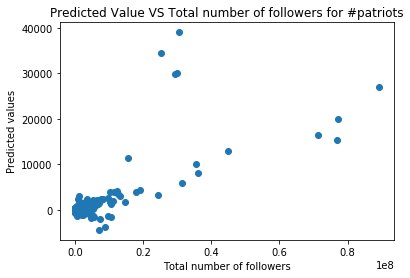 Predicted Value VS Total number of followers for #patriots
40000
30000
20000
10000
0
Predicted values
0.0
0.2
0.4
0.6
0.8
1e8
Total number of followers